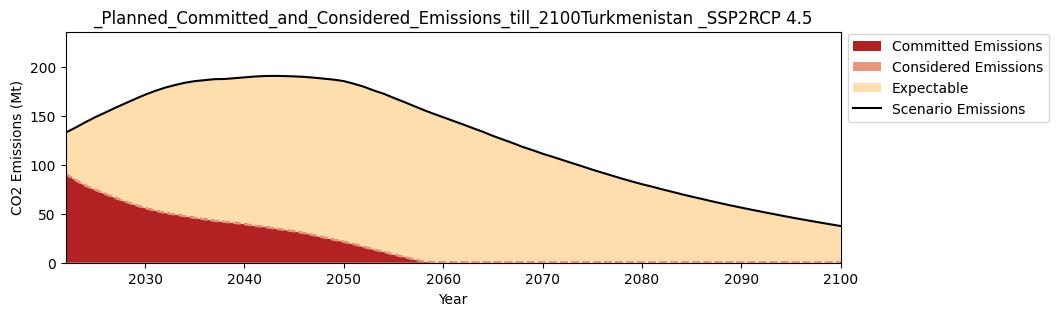 _Planned_Committed_and_Considered_Emissions_till_2100Turkmenistan _SSP2RCP 4.5
Committed Emissions
Considered Emissions
Expectable
Scenario Emissions
CO2 Emissions (Mt)
200
150
100
50
0
2030 2040 2050 2060 2070 2080 2090 2100
Year